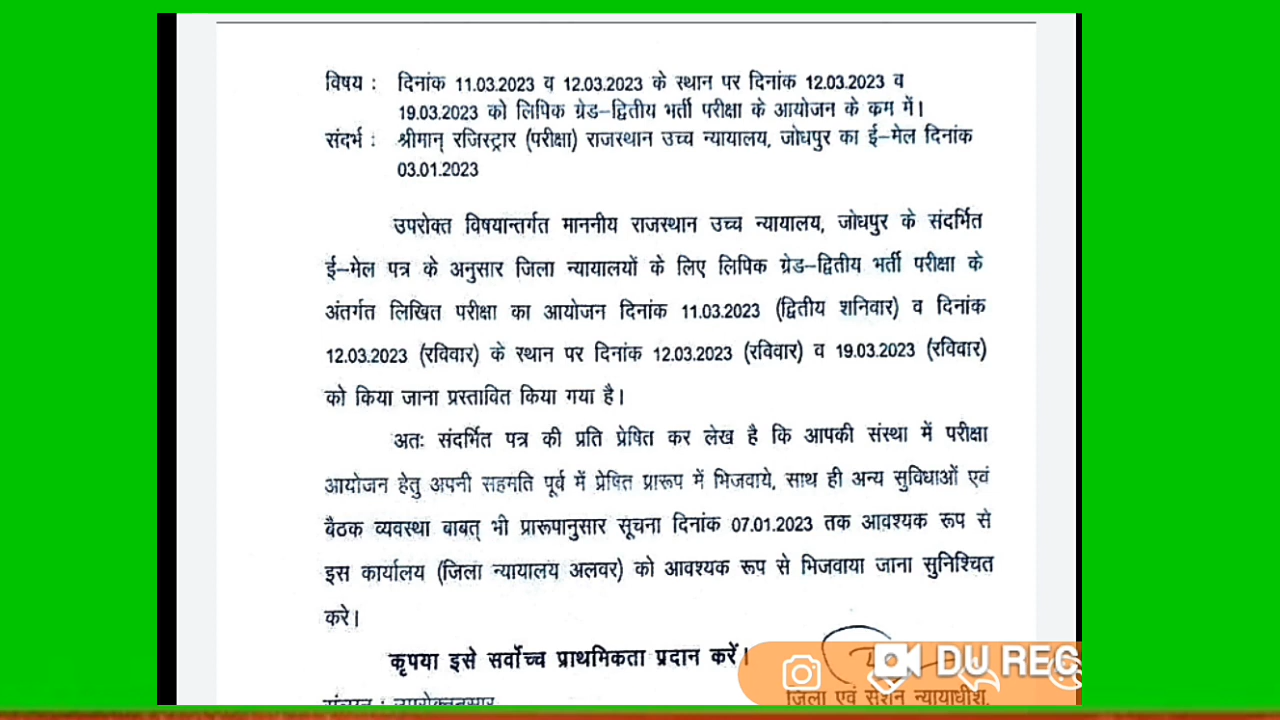 विषय : दिनांक 11.03.2023 व 12.03.2023 के स्थान पर दिनांक 12.03.2023 व
19.03.2023 को लिपिक ग्रेड–द्वितीय भर्ती परीक्षा के आयोजन के कम में।
संदर्भ : श्रीमान् रजिस्ट्रार (परीक्षा) राजस्थान उच्च न्यायालय, जोधपुर का ई–मेल दिनांक
03.01.2023
उपरोक्त विषयान्तर्गत माननीय राजस्थान उच्च न्यायालय, जोधपुर के संदर्भित
ई–मेल पत्र के अनुसार जिला न्यायालयों के लिए लिपिक ग्रेड–द्वितीय भर्ती परीक्षा के
अंतर्गत लिखित परीक्षा का आयोजन दिनांक 11.03.2023 (द्वितीय शनिवार) व दिनांक
12.03.2023 (रविवार) के स्थान पर दिनांक 12.03.2023 (रविवार) व 19.03.2023 (रविवार)
को किया जाना प्रस्तावित किया गया है।
अतः संदर्भित पत्र की प्रति प्रेषित कर लेख है कि आपकी संस्था में परीक्षा
आयोजन हेतु अपनी सहमति पूर्व में प्रेषित प्रारूप में भिजवाये, साथ ही अन्य सुविधाओं एवं
बैठक व्यवस्था बाबत् भी प्रारूपानुसार सूचना दिनांक 07.01.2023 तक आवश्यक रूप से
इस कार्यालय (जिला न्यायालय अलवर) को आवश्यक रूप से भिजवाया जाना सुनिश्चित
करे।
कृपया इसे सर्वोच्च प्राथमिकता प्रदान करें।
DU REC
जिला एवं सेशन न्यायाधीश,